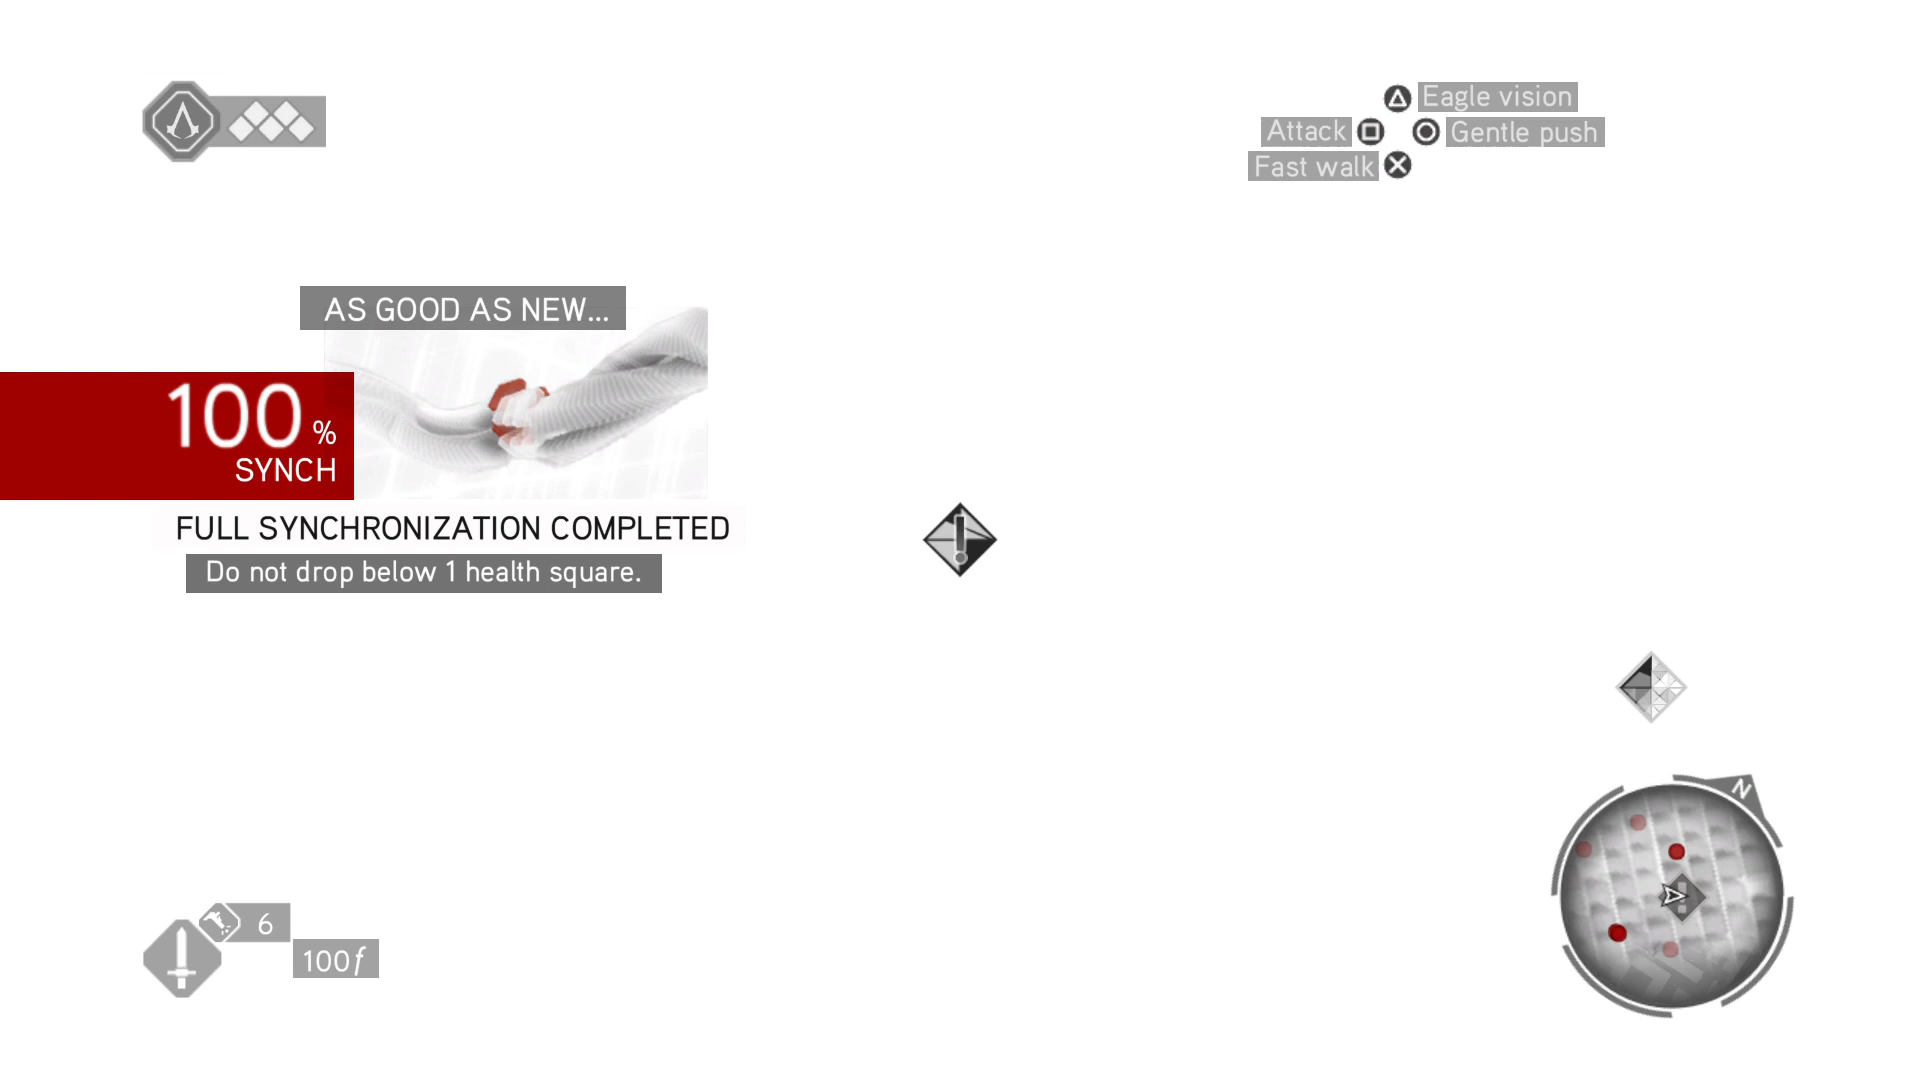 Eagle vision
Attack
Gentle push
Fast walk
AS GOOD AS NEW...
100 %
SYNCH
FULL SYNCHRONIZATION COMPLETED
Do not drop below 1 health square.
N
6
100ƒ